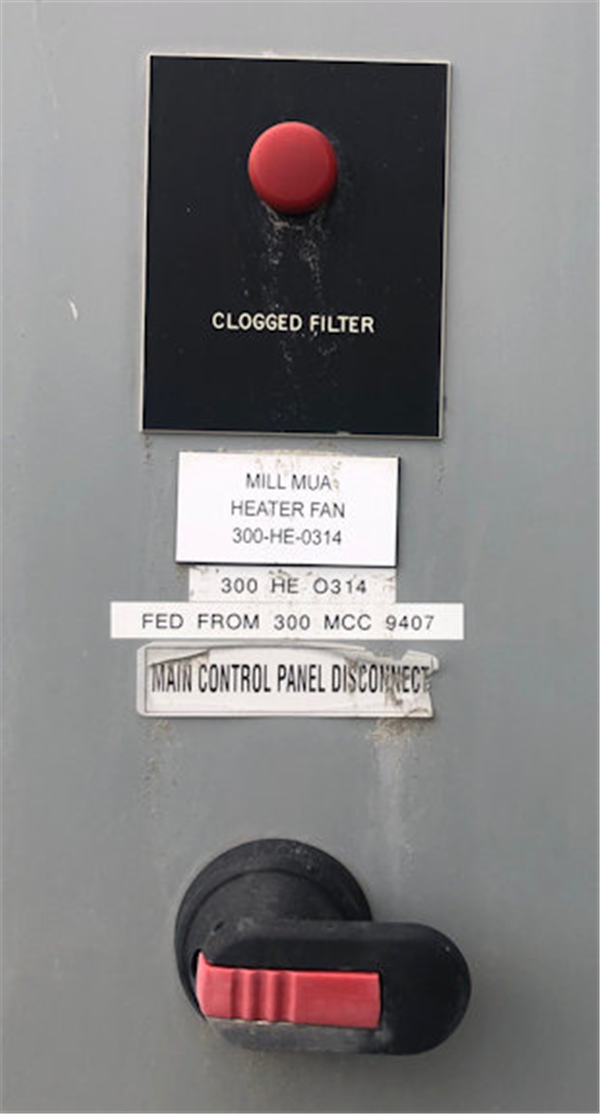 CLOGGED FILTER
MILL MUA
HEATER FAN
300-HE-0314
300 HE 0314
FED FROM 300 MCC 9407
MAIN CONTROL PANEL DISCONNECT